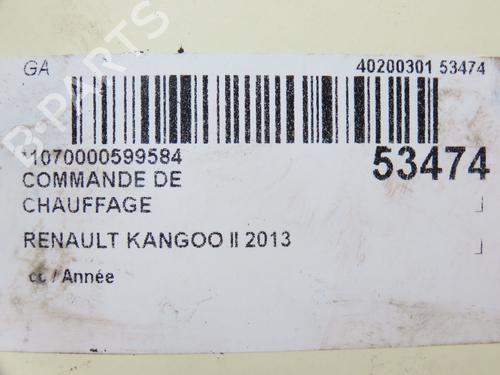 GA
40200301 53474
1070000599584
53474
COMMANDE DE
CHAUFFAGE
RENAULT KANGOO II 2013
cc / Année
B-PARTS